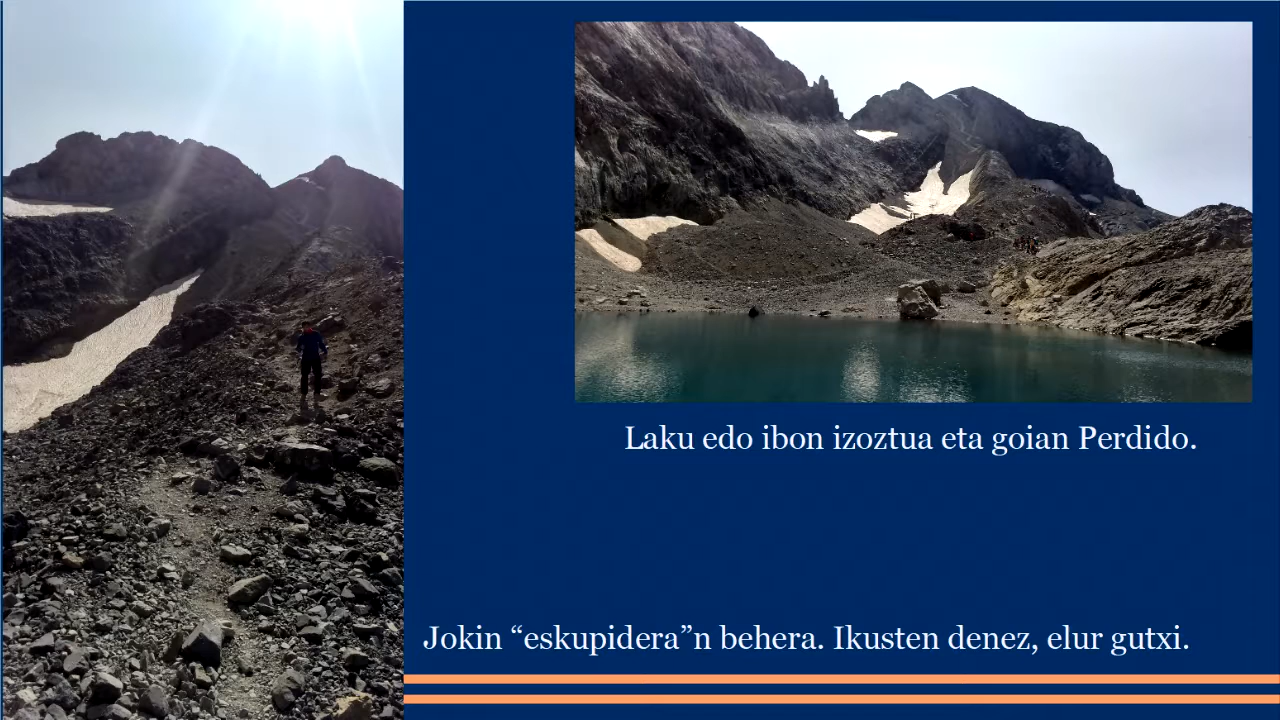 Laku edo ibon izoztua eta goian Perdido.
Jokin “eskupidera”n behera. Ikusten denez, elur gutxi.